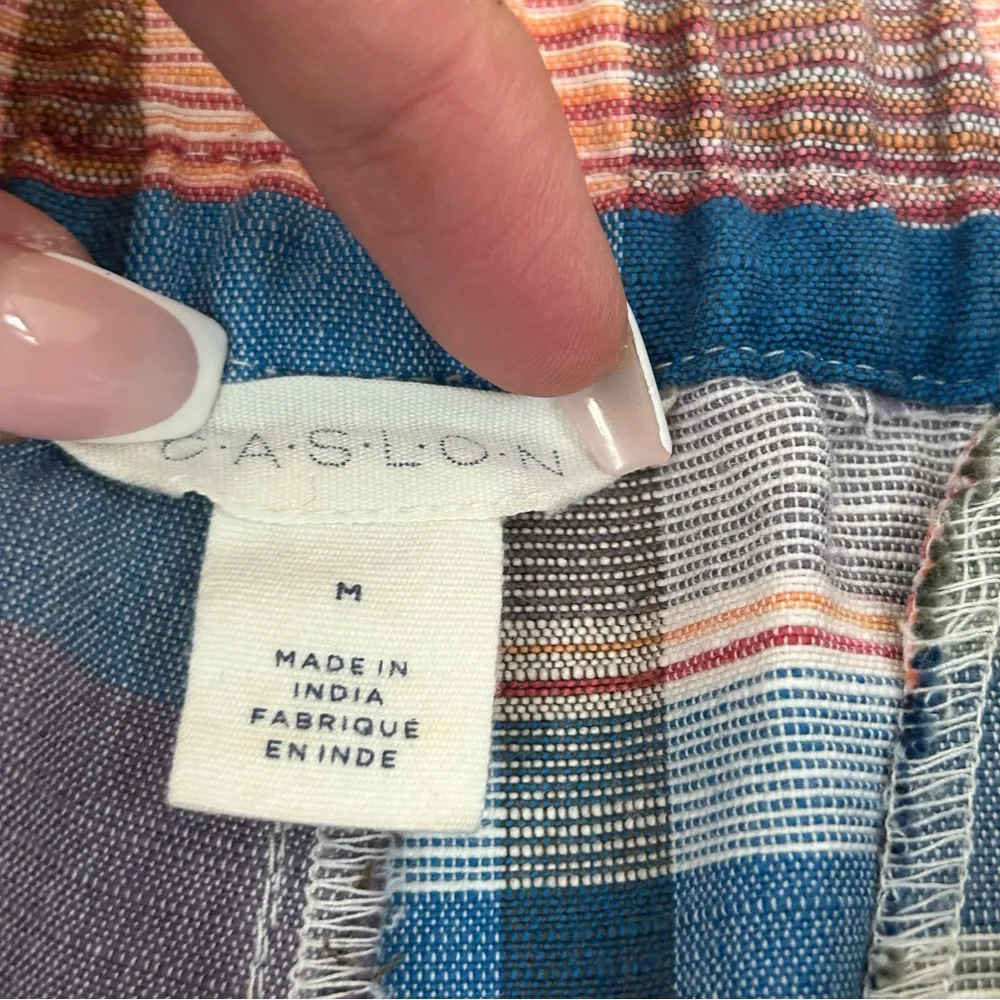 C·A·S·L·O·N
M
MADE IN
INDIA
FABRIQUÉ
EN INDE